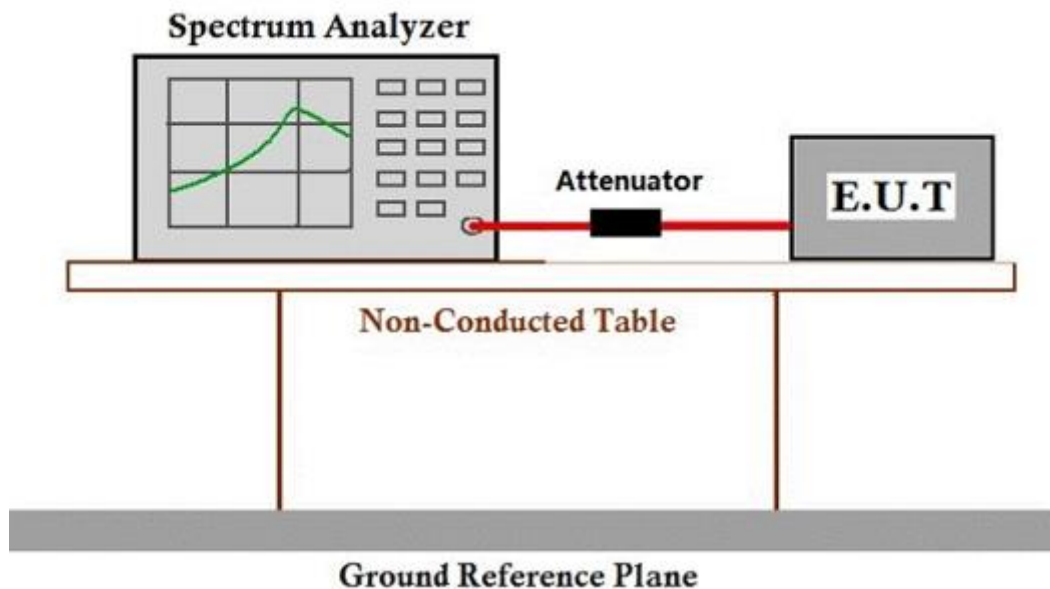 Spectrum Analyzer
Attenuator
E.U.T
Non-Conducted Table
Ground Reference Plane